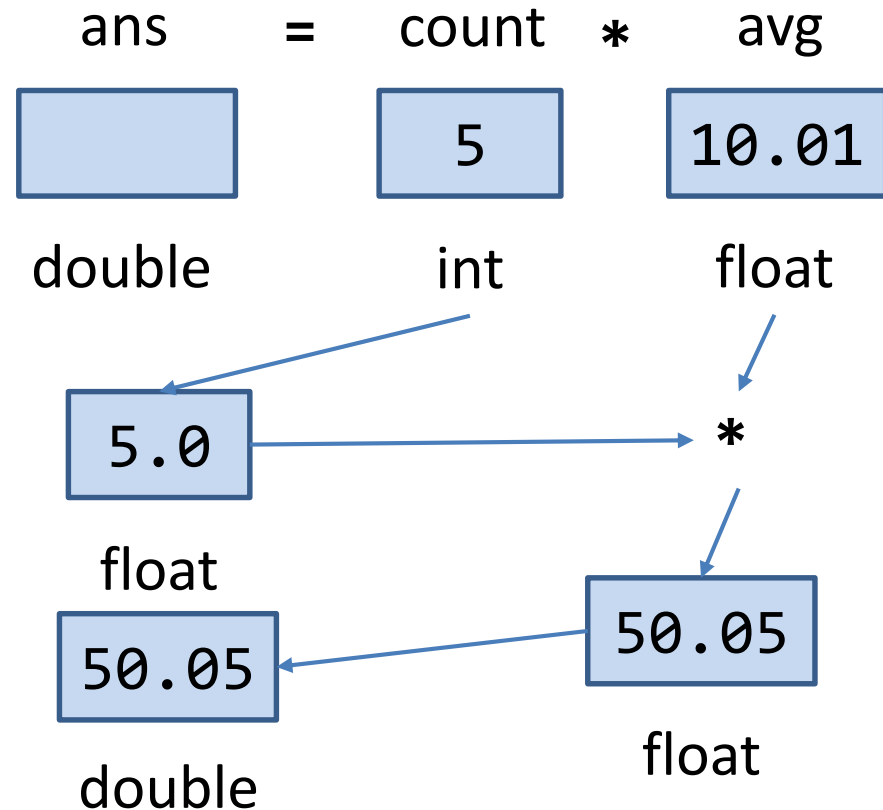 ans = count * avg
5 10.01
double int float
5.0 *
float
50.05
50.05
float
double